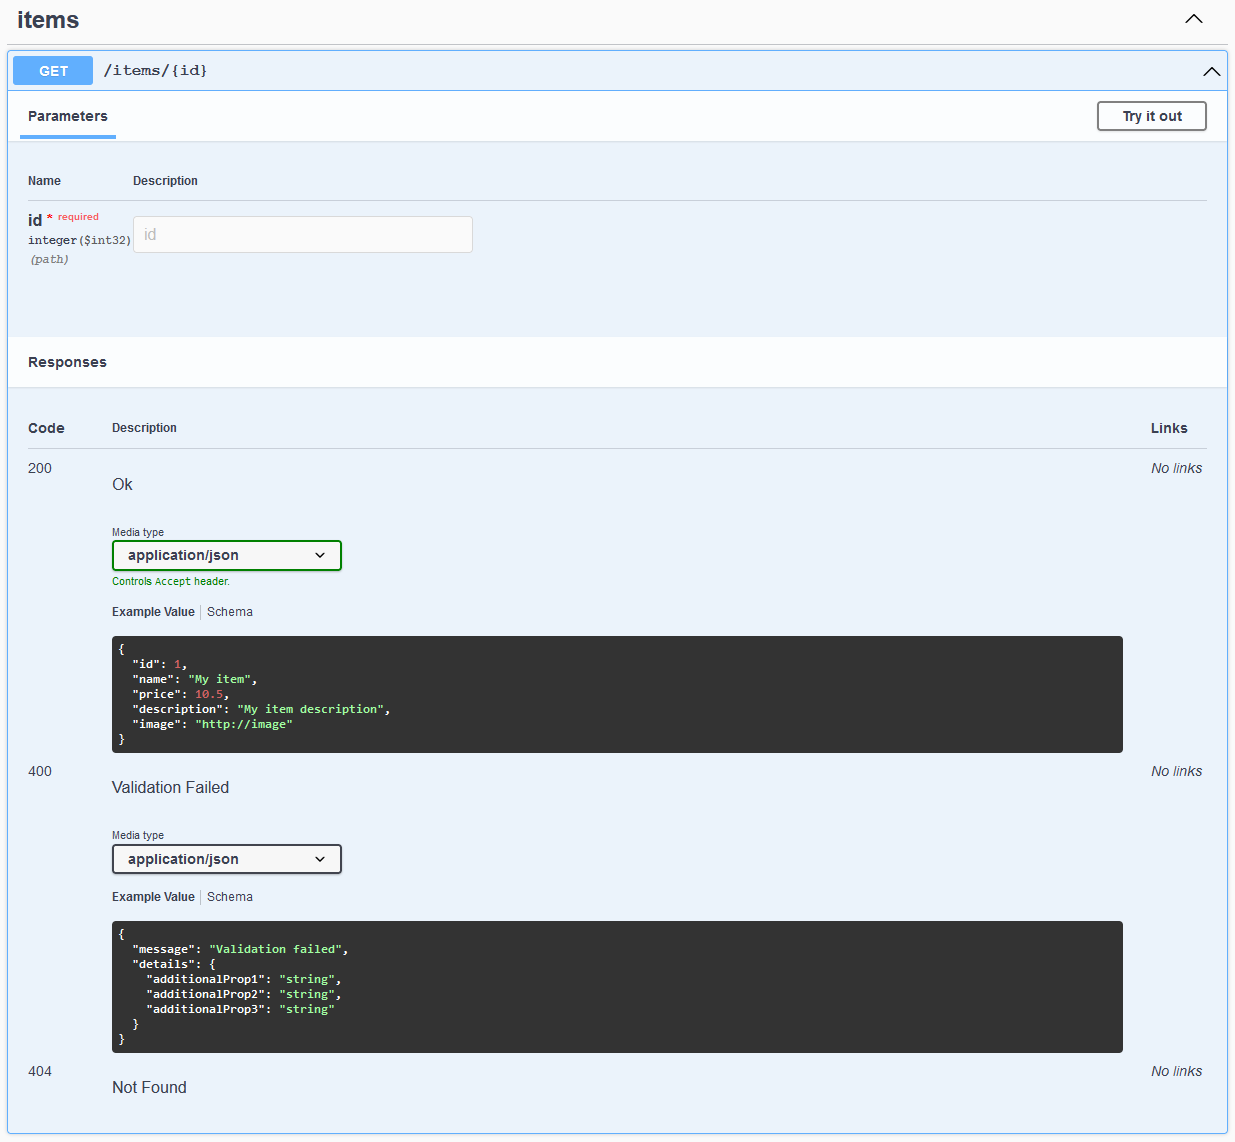 items
GET /items/{id}
Parameters
Try it out
Name Description
id * required
integer($int32)
(path)
id
Responses
Code Description Links
200 No links
Ok
Media type
application/json
Controls Accept header.
Example Value Schema
{
  "id": 1,
  "name": "My item",
  "price": 10.5,
  "description": "My item description",
  "image": "http://image"
}
400 No links
Validation Failed
Media type
application/json
Example Value Schema
{
  "message": "Validation failed",
  "details": {
    "additionalProp1": "string",
    "additionalProp2": "string",
    "additionalProp3": "string"
  }
}
404 No links
Not Found